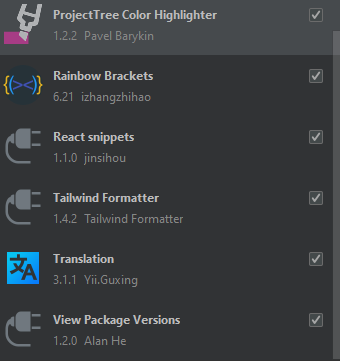 ProjectTree Color Highlighter
1.2.2 Pavel Barykin
Rainbow Brackets
6.21 izhangzhihao
React snippets
1.1.0 jinsihou
Tailwind Formatter
1.4.2 Tailwind Formatter
Translation
3.1.1 Yii.Guxing
View Package Versions
1.2.0 Alan He